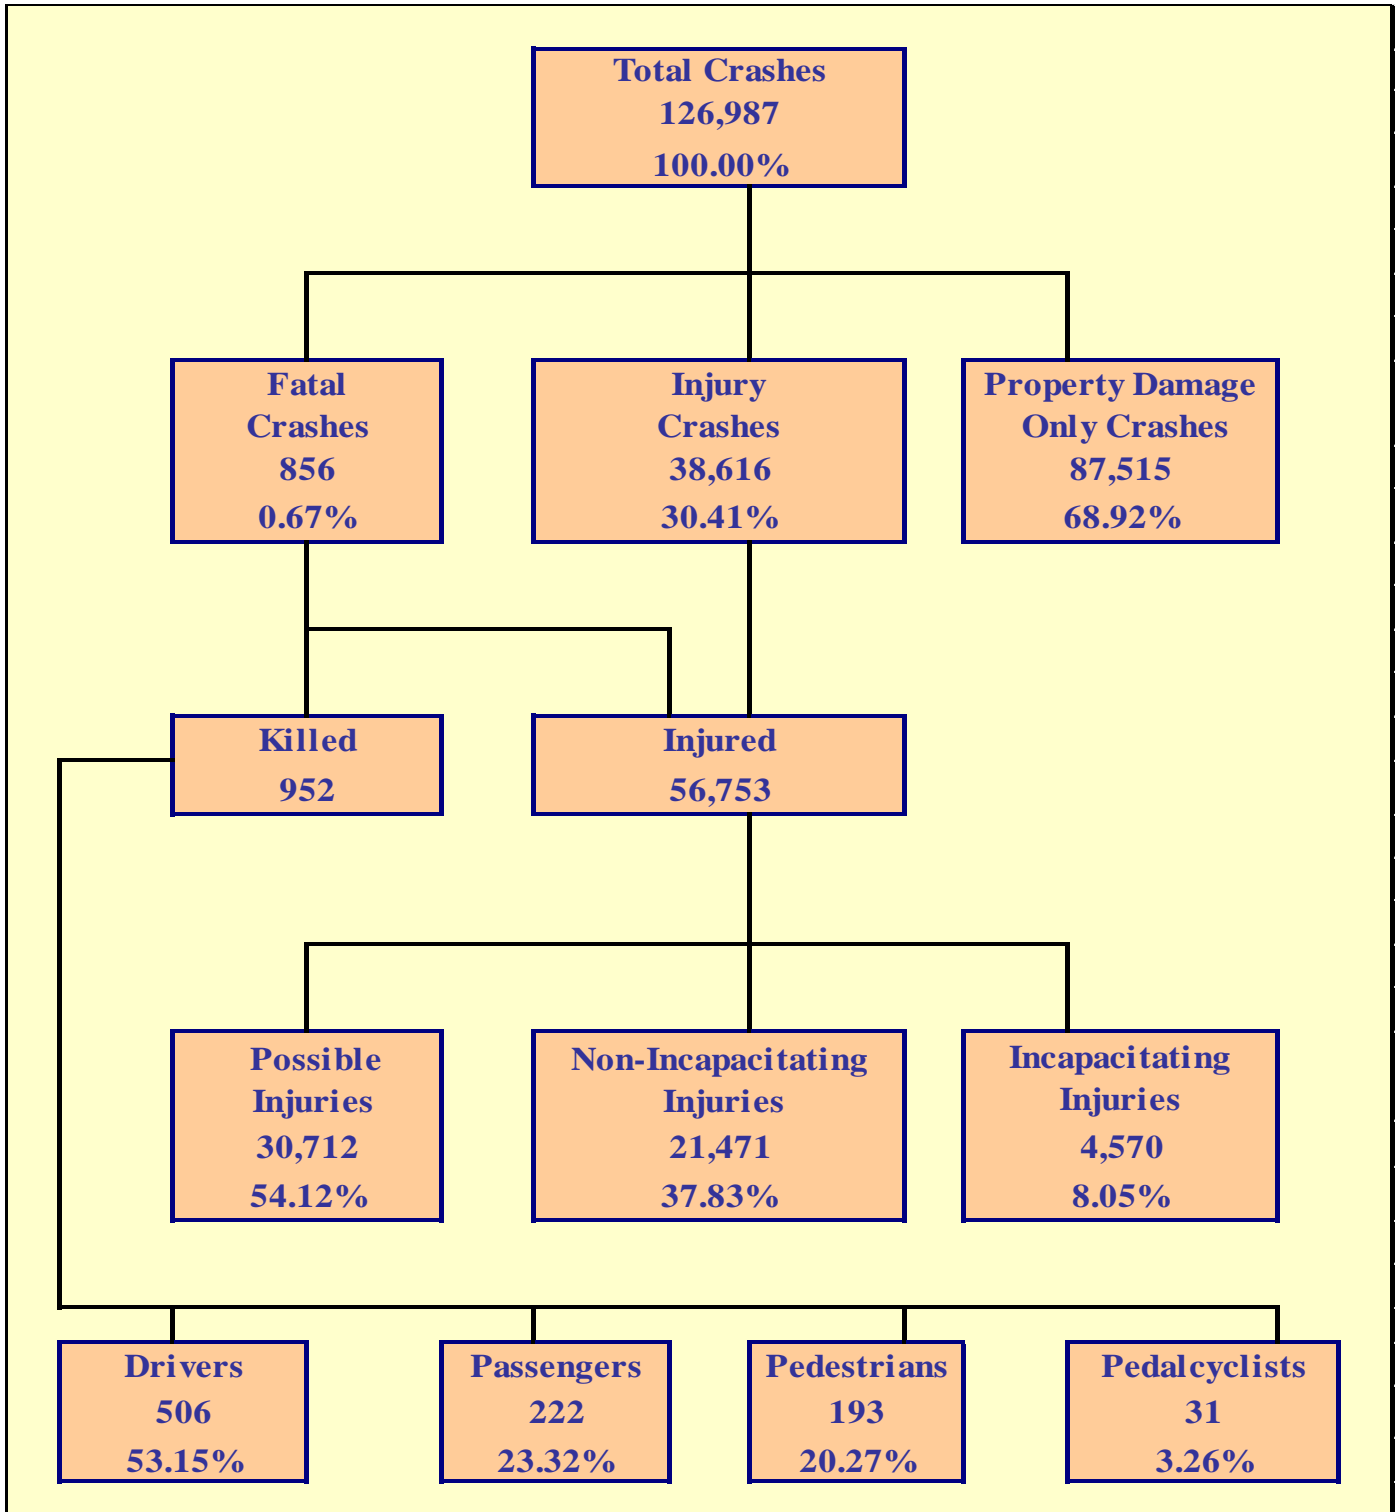 Total Crashes
126,987
100.00%
Fatal
Crashes
856
0.67%
Injury
Crashes
38,616
30.41%
Property Damage
Only Crashes
87,515
68.92%
Killed
952
Injured
56,753
Possible
Injuries
30,712
54.12%
Non-Incapacitating
Injuries
21,471
37.83%
Incapacitating
Injuries
4,570
8.05%
Drivers
506
53.15%
Passengers
222
23.32%
Pedestrians
193
20.27%
Pedalcyclists
31
3.26%